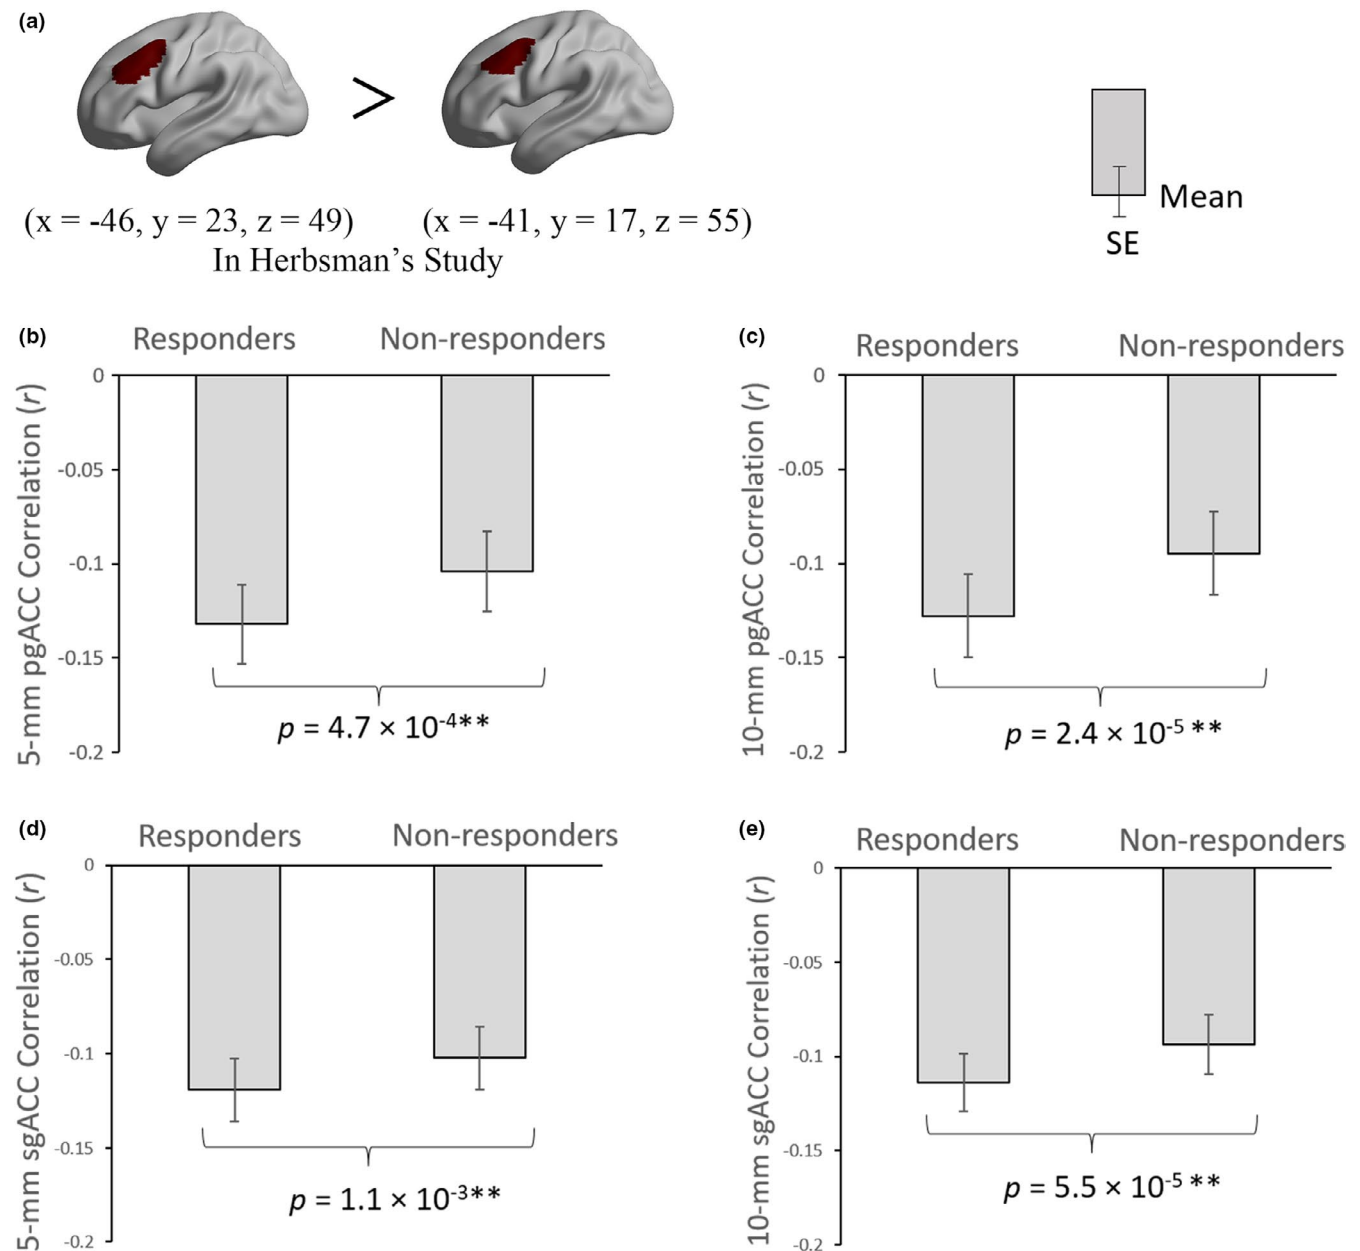 (a)
>
(x = -46, y = 23, z = 49) (x = -41, y = 17, z = 55)
In Herbsman’s Study
Mean
SE
(b)
Responders Non-responders
5-mm pgACC Correlation (r)
0
-0.05
-0.1
-0.15
-0.2
p = 4.7 × 10-4**
(c)
Responders Non-responders
10-mm pgACC Correlation (r)
0
-0.05
-0.1
-0.15
-0.2
p = 2.4 × 10-5 **
(d)
Responders Non-responders
5-mm sgACC Correlation (r)
0
-0.05
-0.1
-0.15
-0.2
p = 1.1 × 10-3**
(e)
Responders Non-responders
10-mm sgACC Correlation (r)
0
-0.05
-0.1
-0.15
-0.2
p = 5.5 × 10-5 **